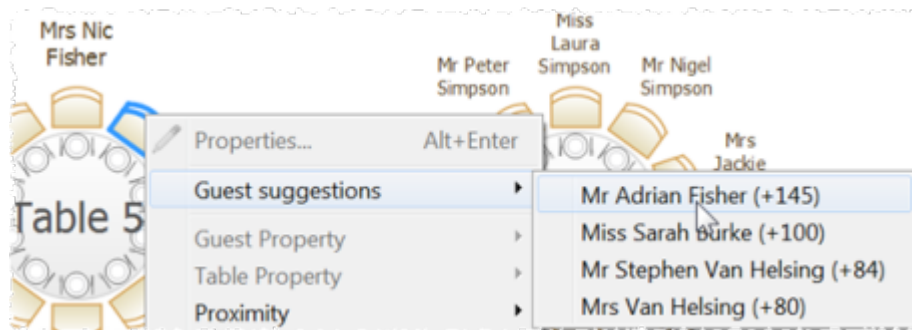 Mrs Nic
Fisher
Miss
Laura
Simpson
Mr Peter
Simpson
Mr Nigel
Simpson
Mrs
Jackie
Table 5
Properties... Alt+Enter
Guest suggestions
Guest Property
Table Property
Proximity
Mr Adrian Fisher (+145)
Miss Sarah Burke (+100)
Mr Stephen Van Helsing (+84)
Mrs Van Helsing (+80)